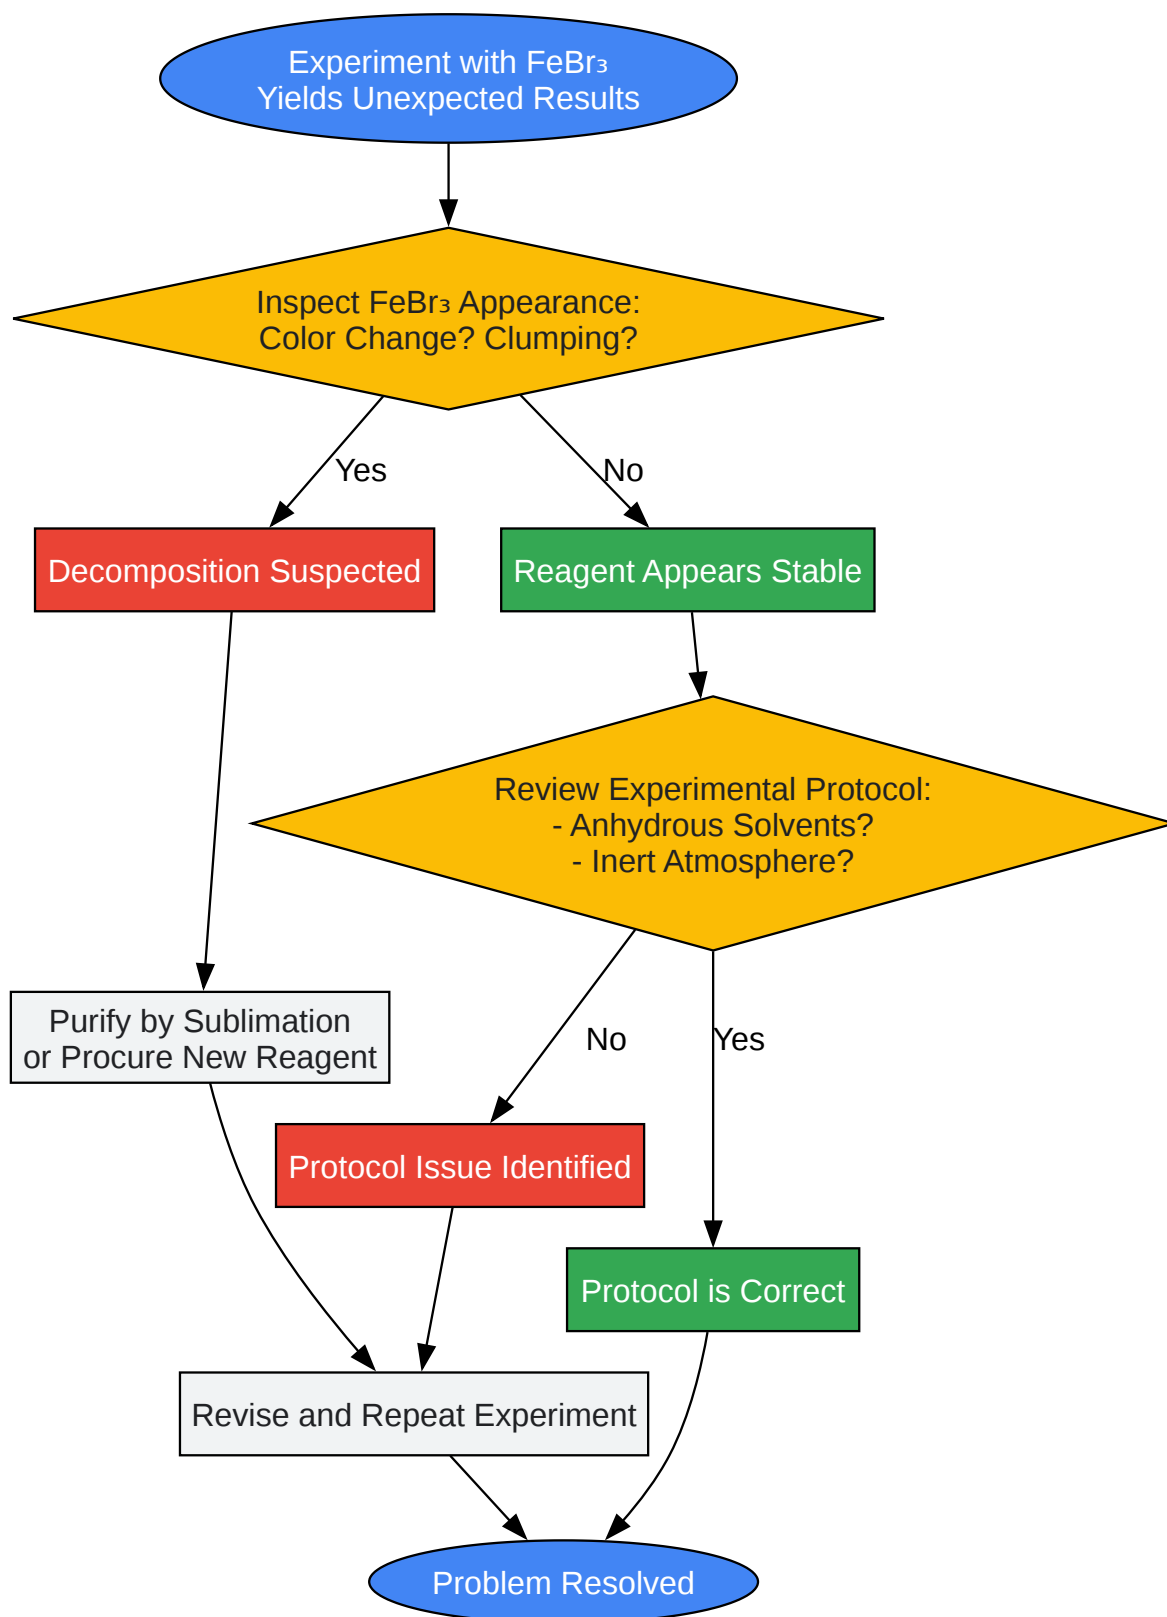 Experiment with FeBr₃
Yields Unexpected Results
Inspect FeBr₃ Appearance:
Color Change? Clumping?
Yes
No
Decomposition Suspected
Reagent Appears Stable
Review Experimental Protocol:
- Anhydrous Solvents?
- Inert Atmosphere?
Purify by Sublimation
or Procure New Reagent
No
Yes
Protocol Issue Identified
Protocol is Correct
Revise and Repeat Experiment
Problem Resolved